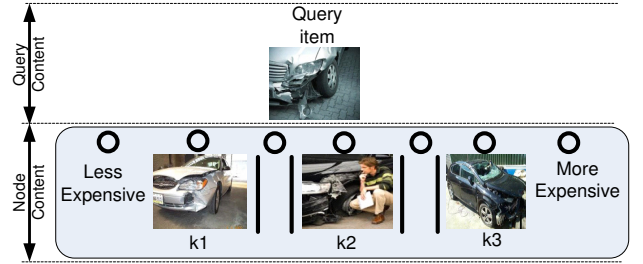 Query
item
Query
Content
Node
Content
Less
Expensive
More
Expensive
k1
k2
k3